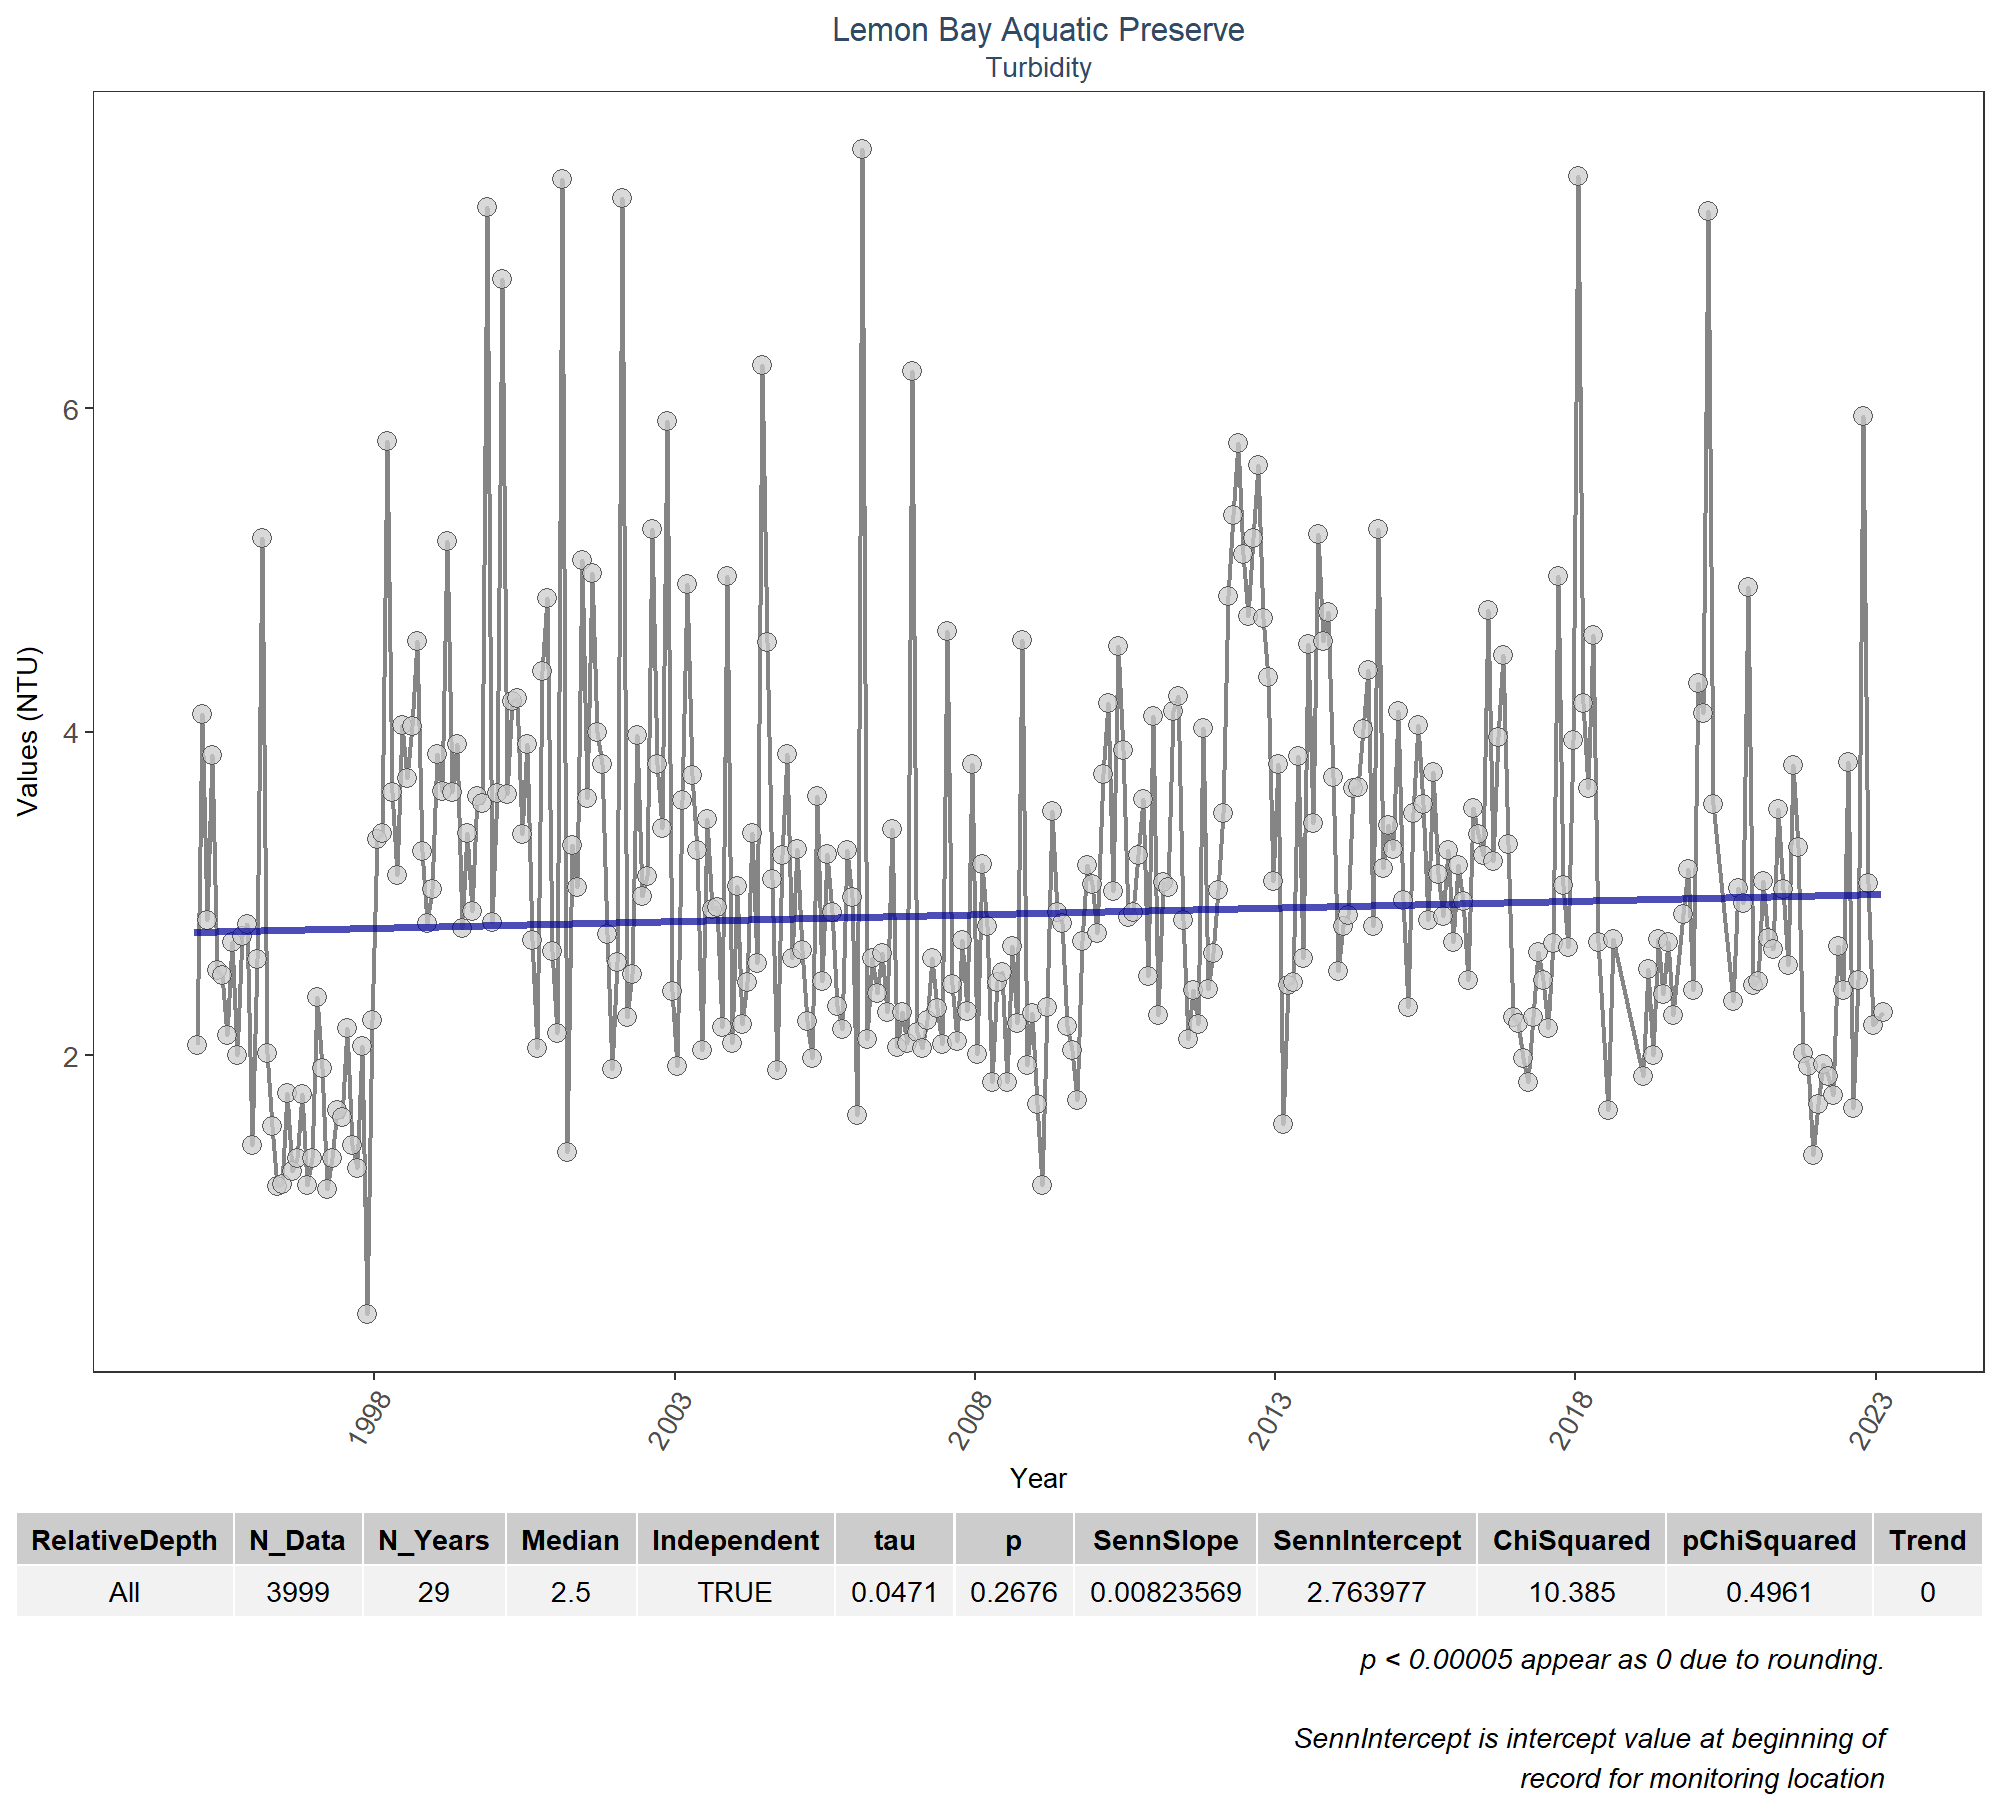 Lemon Bay Aquatic Preserve
Turbidity
Values (NTU)
6
4
2
1998
2003
2008
2013
2018
2023
Year
RelativeDepth N_Data N_Years Median Independent tau p SennSlope SennIntercept ChiSquared pChiSquared Trend
All 3999 29 2.5 TRUE 0.0471 0.2676 0.00823569 2.763977 10.385 0.4961 0
p < 0.00005 appear as 0 due to rounding.
SennIntercept is intercept value at beginning of
record for monitoring location